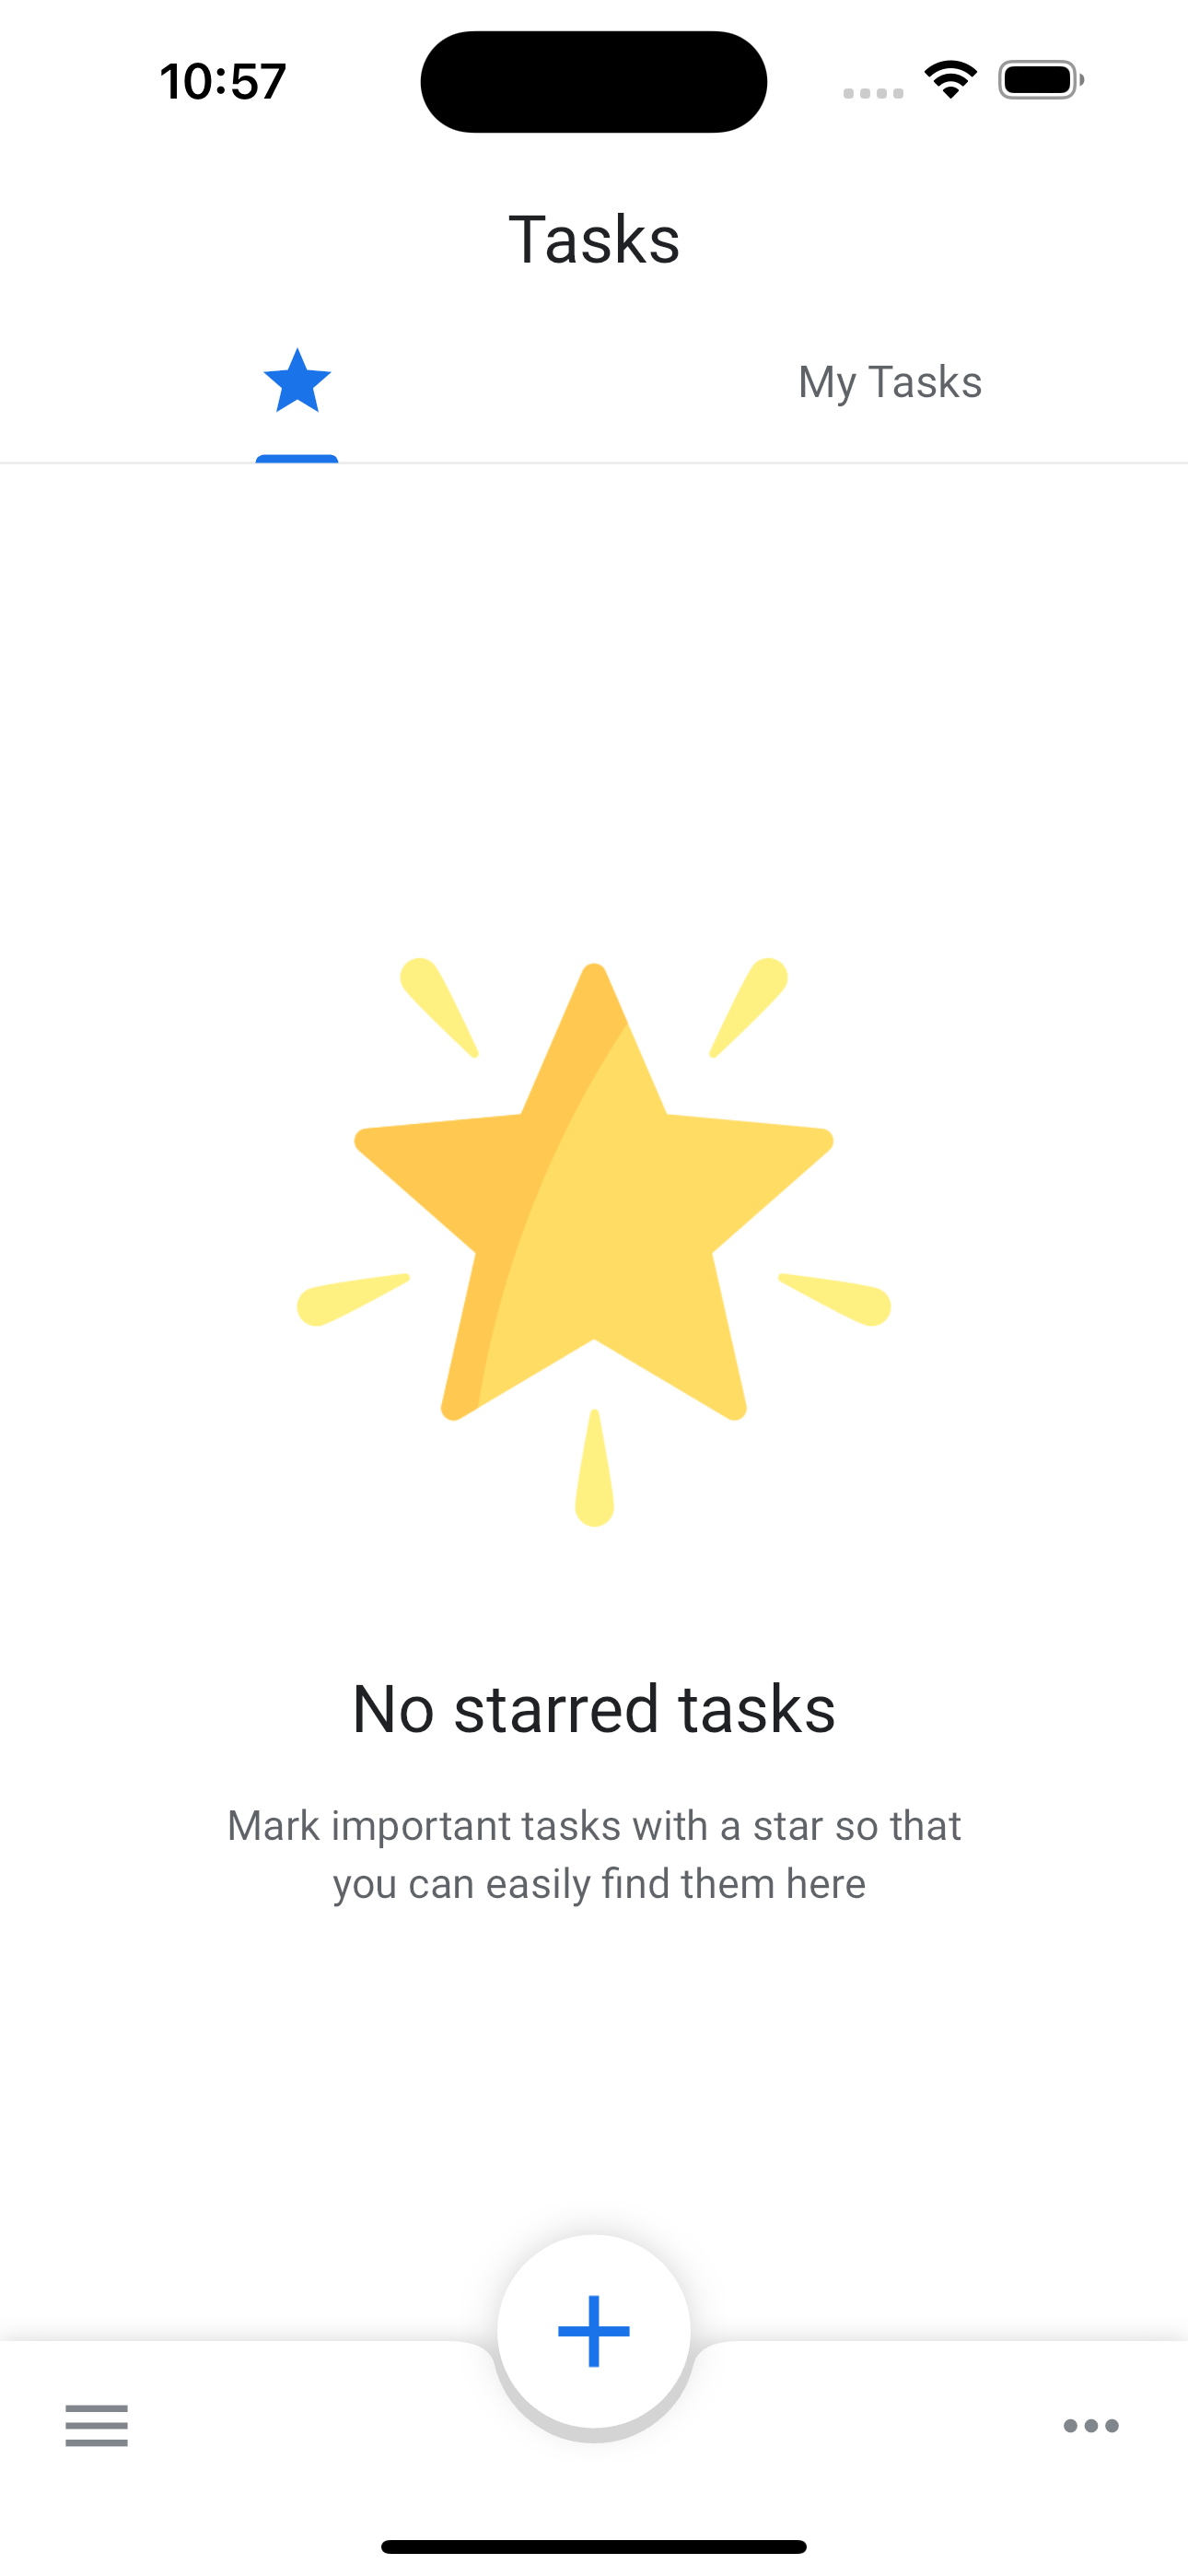 10:57
Tasks
My Tasks
No starred tasks
Mark important tasks with a star so that
you can easily find them here